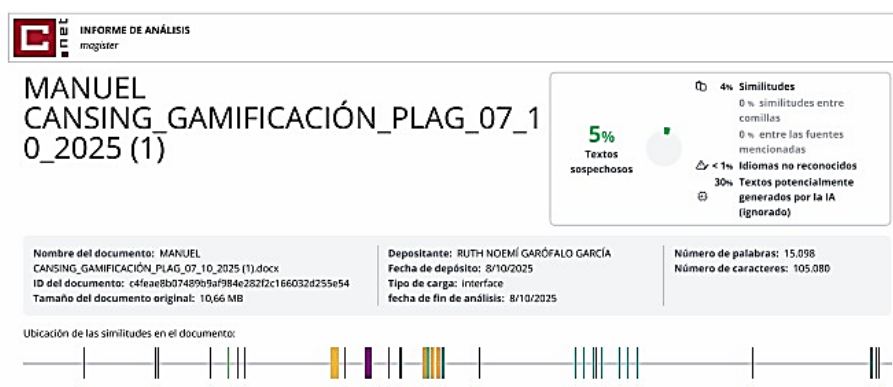 C.net
INFORME DE ANÁLISIS
magister
MANUEL
CANSING_GAMIFICACIÓN_PLAG_07_1
0_2025 (1)
5%
Textos
sospechosos
4% Similitudes
0 % similitudes entre
comillas
0 % entre las fuentes
mencionadas
< 1% Idiomas no reconocidos
30% Textos potencialmente
generados por la IA
(ignorado)
Nombre del documento: MANUEL
CANSING_GAMIFICACIÓN_PLAG_07_10_2025 (1).docx
ID del documento: c4feae8b07489b9af984e282f2c166032d255e54
Tamaño del documento original: 10,66 MB
Depositante: RUTH NOEMÍ GARÓFALO GARCÍA
Fecha de depósito: 8/10/2025
Tipo de carga: interface
fecha de fin de análisis: 8/10/2025
Número de palabras: 15.098
Número de caracteres: 105.080
Ubicación de las similitudes en el documento: